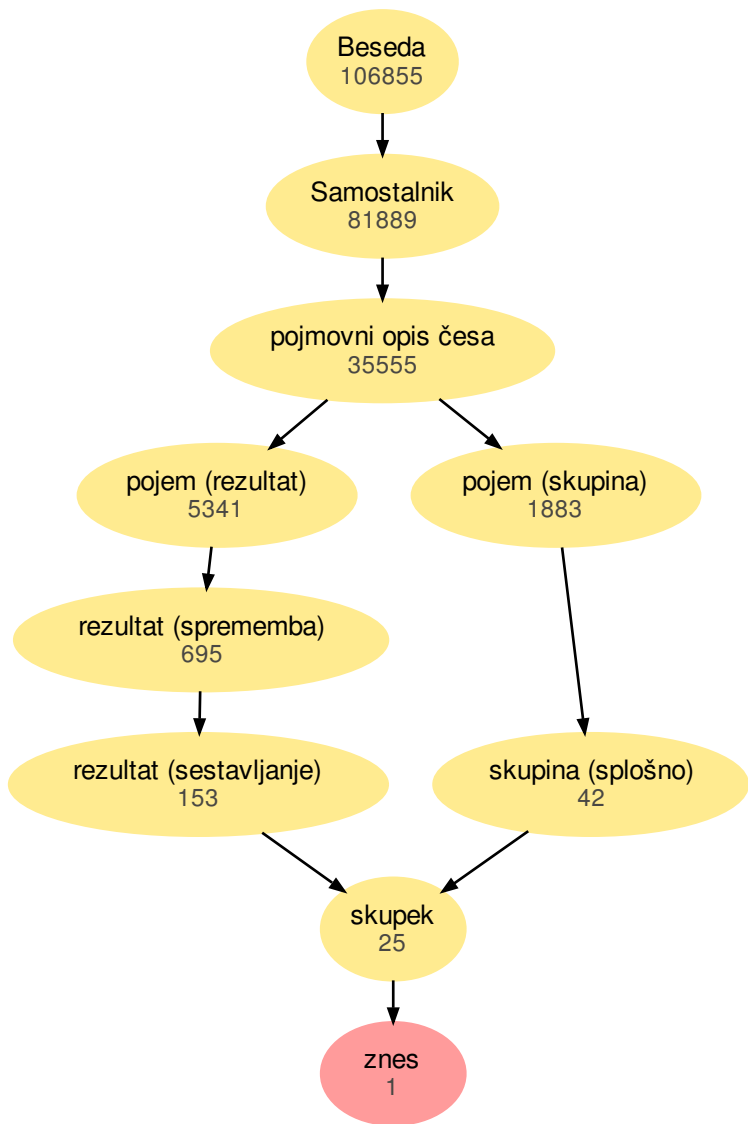 Beseda
106855
Samostalnik
81889
pojmovni opis česa
35555
pojem (rezultat)
5341
pojem (skupina)
1883
rezultat (sprememba)
695
rezultat (sestavljanje)
153
skupina (splošno)
42
skupek
25
znes
1